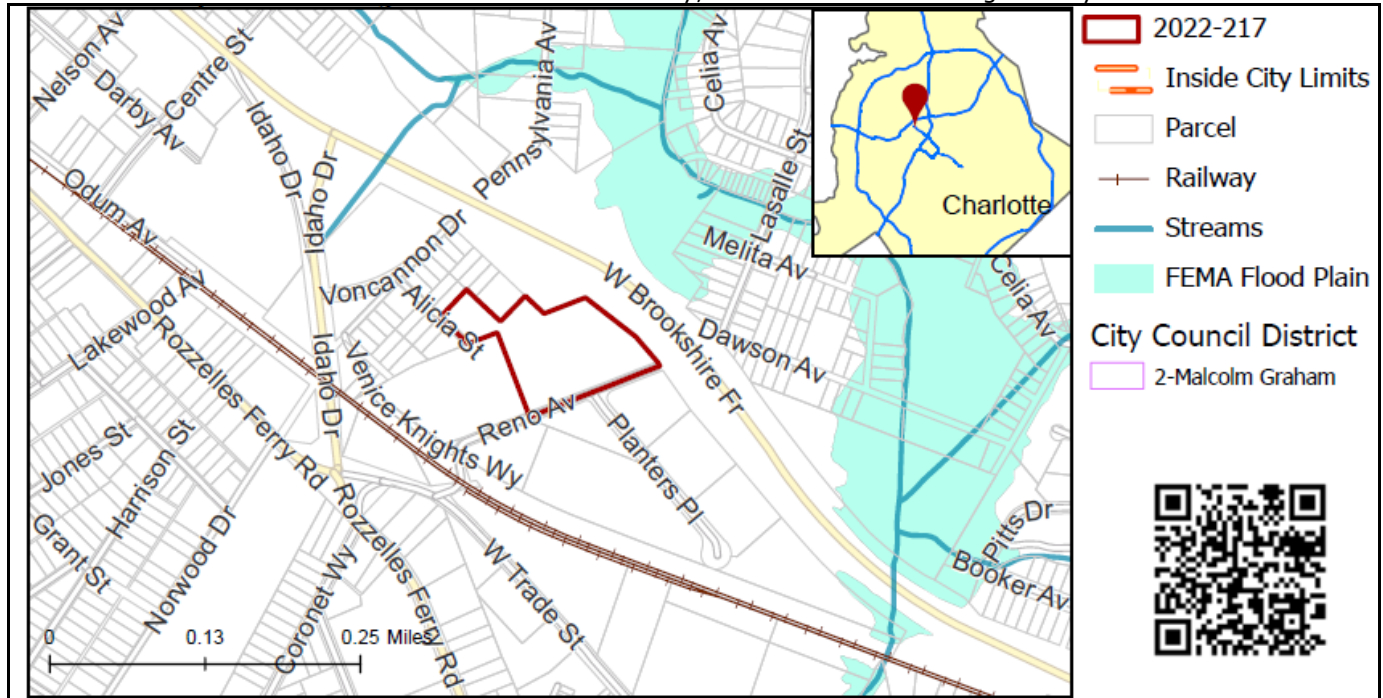 Nelson Av
Darby Av
Centre St
Idaho Dr
Idaho Dr
Pennsylvania Av
Celia Av
Lasalle St
Charlotte
Odum Av
Voncannon Dr
Alicia St
Melita Av
Celia Av
Lakewood Av
Rozzelles Ferry Rd
Idaho Dr
Venice Knights Wy
W Brookshire Fr
Dawson Av
Reno Av
Planters Pl
Jones St
Harrison St
Grant St
Norwood Dr
Coronet Wy
Rozzelles Ferry Rd
W Trade St
Pitts Dr
Booker Av
0 0.13 0.25 Miles
2022-217
Inside City Limits
Parcel
Railway
Streams
FEMA Flood Plain
City Council District
2-Malcolm Graham